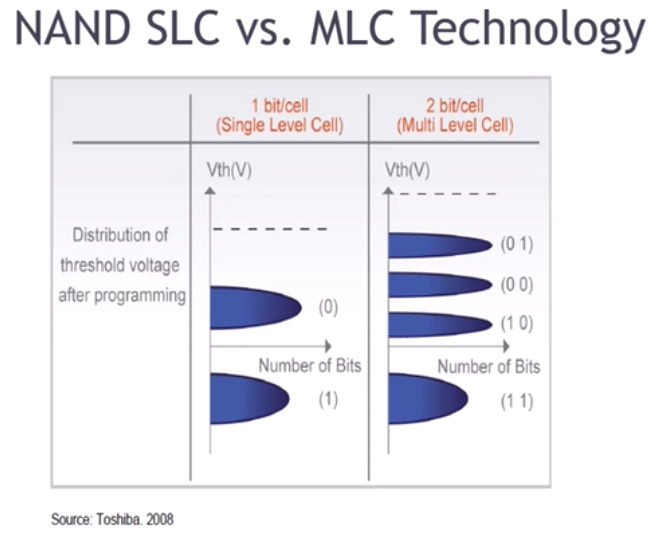 NAND SLC vs. MLC Technology
1 bit/cell
(Single Level Cell)
2 bit/cell
(Multi Level Cell)
Distribution of
threshold voltage
after programming
Vth(V)
(0)
Number of Bits
(1)
Vth(V)
(0 1)
(0 0)
(1 0)
Number of Bits
(1 1)
Source: Toshiba. 2008